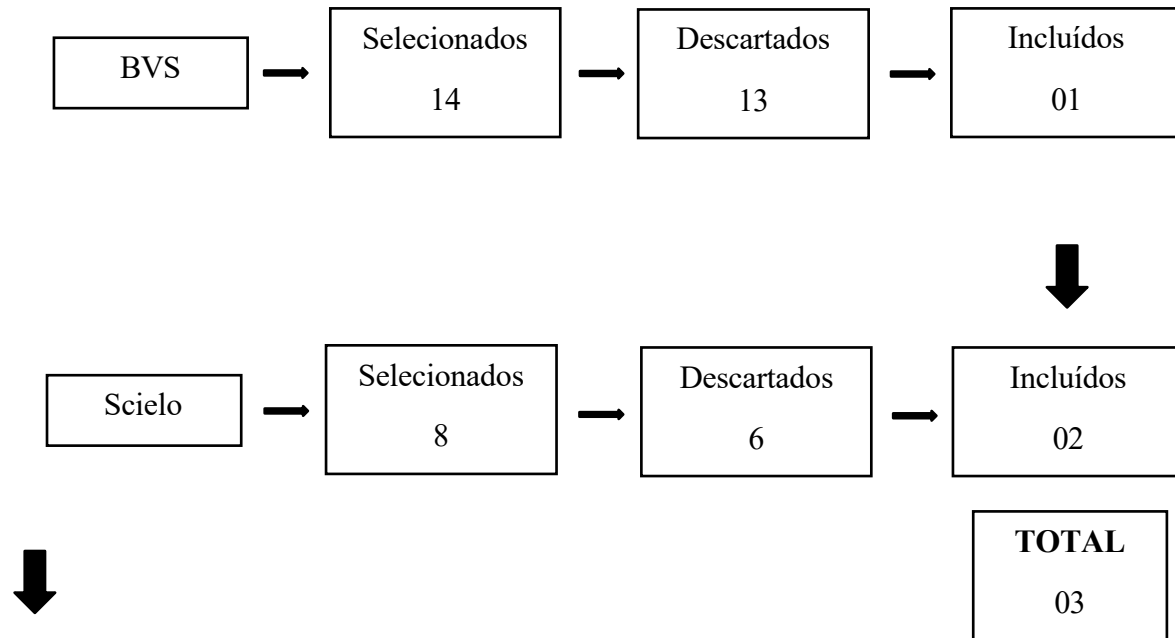 BVS
Selecionados
14
Descartados
13
Incluídos
01
Scielo
Selecionados
8
Descartados
6
Incluídos
02
TOTAL
03